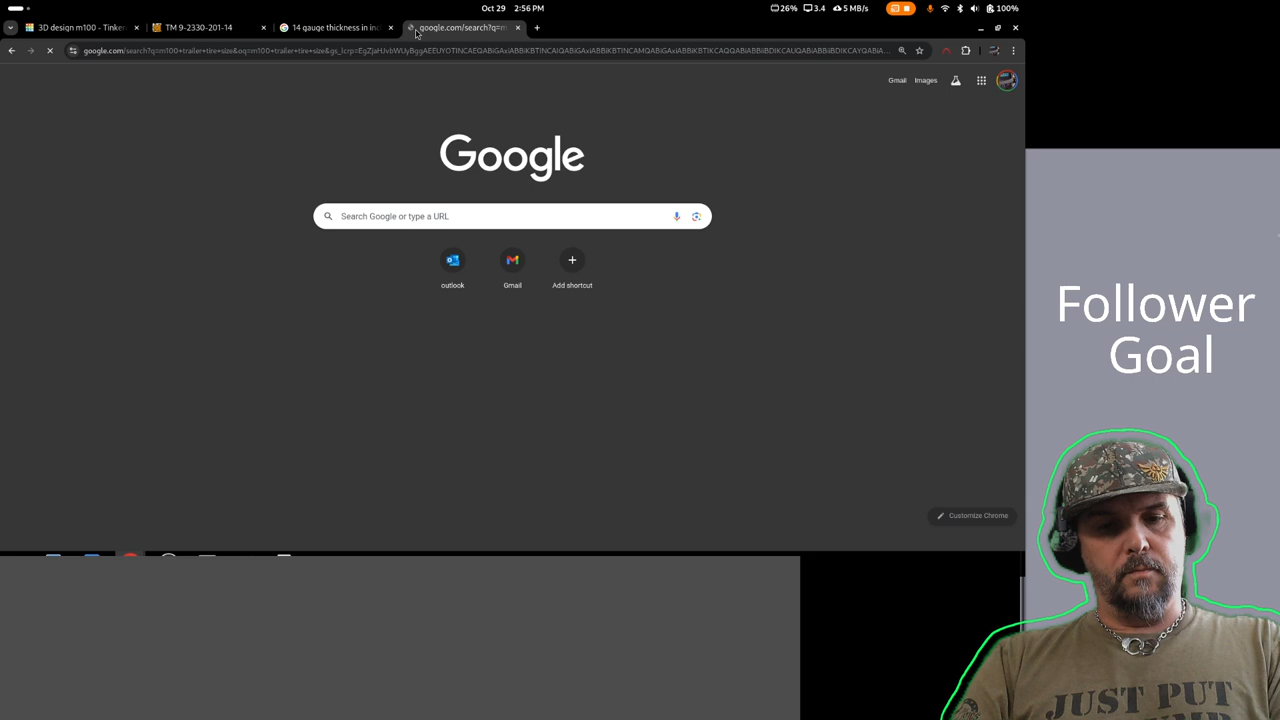 Oct 29 2:56 PM
26% 3.4 5 MB/s 100%
3D design m100 - Tinker
TM 9-2330-201-14
14 gauge thickness in inc
google.com/search?q=m
Gmail Images
Google
Search Google or type a URL
outlook Gmail Add shortcut
Customize Chrome
Follower
Goal
JUST PUT